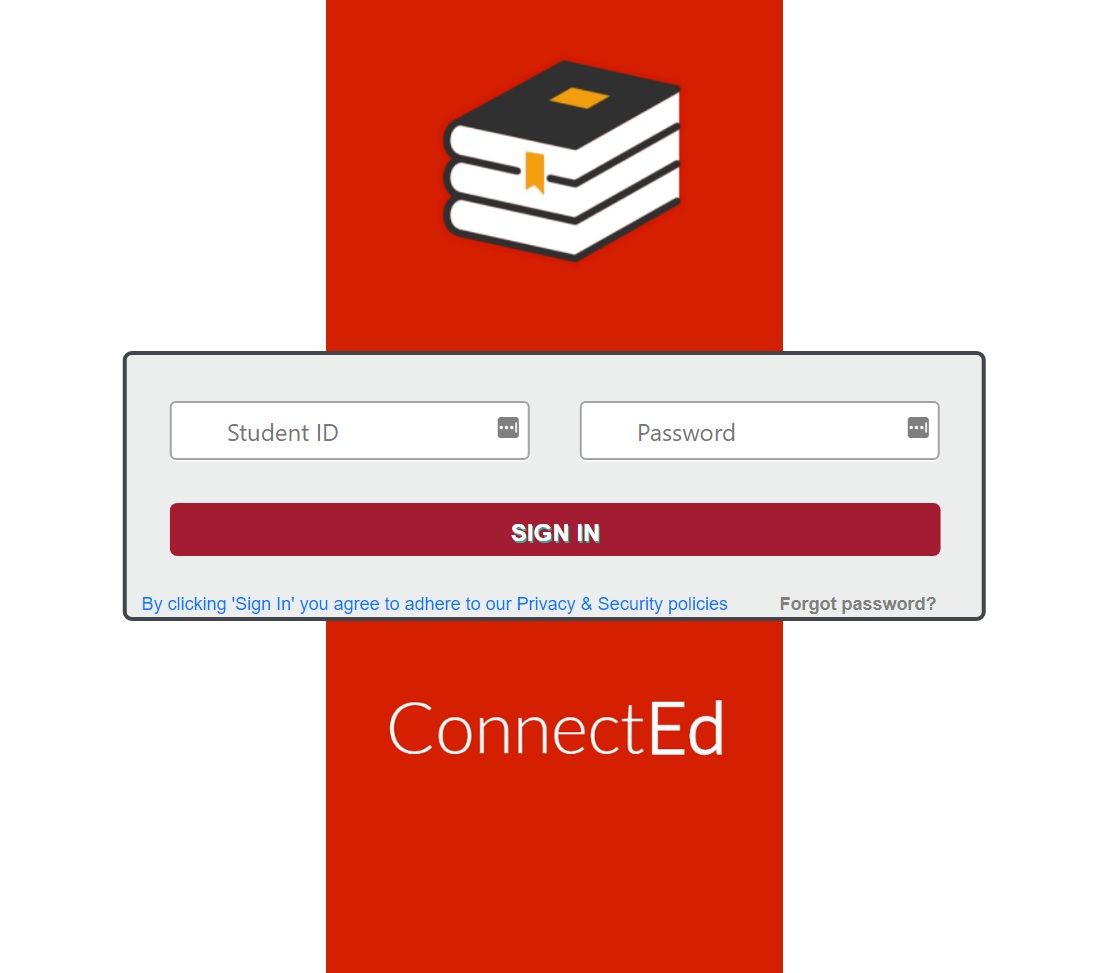 Student ID
Password
SIGN IN
By clicking 'Sign In' you agree to adhere to our Privacy & Security policies
Forgot password?
ConnectEd